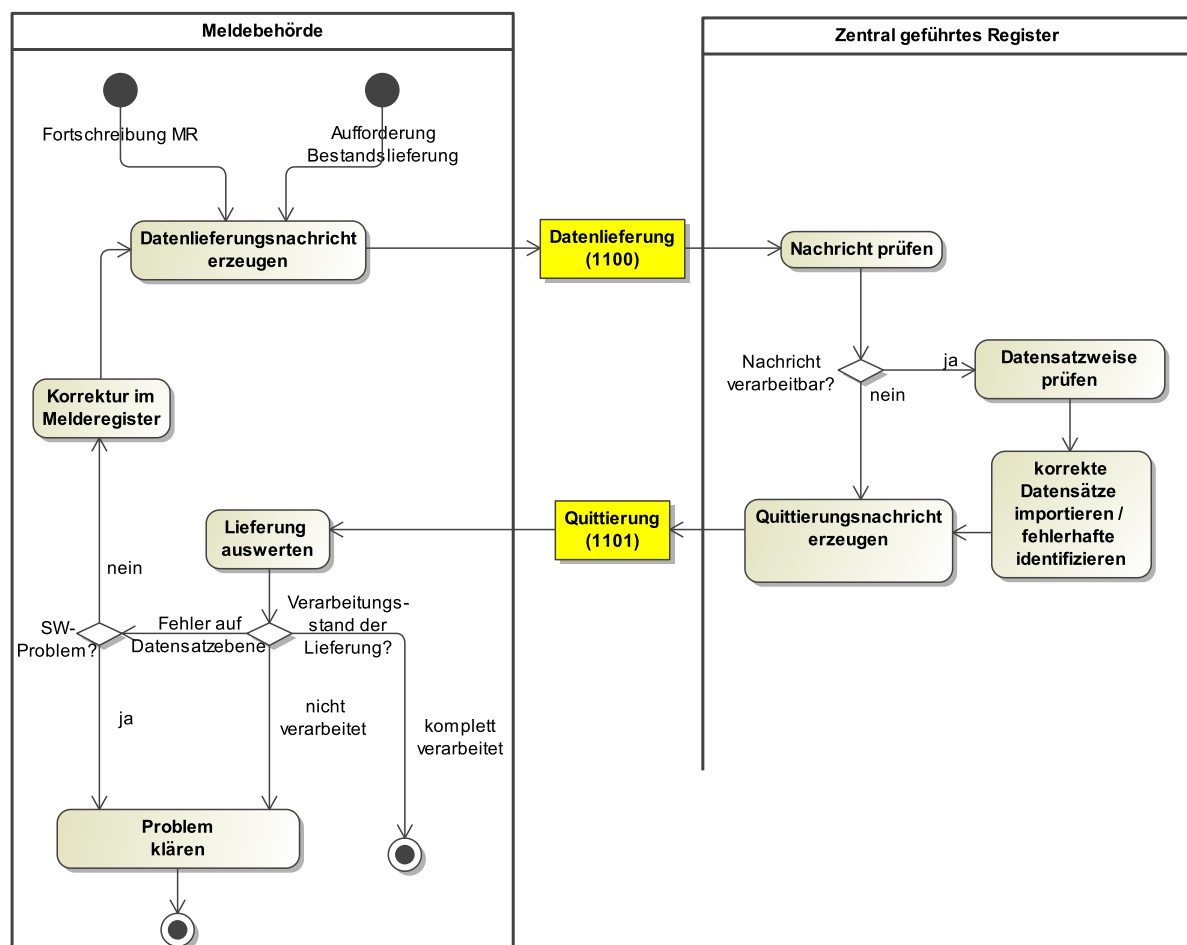 Meldebehörde
Zentral geführtes Register
Fortschreibung MR
Aufforderung
Bestandslieferung
Datenlieferungsnachricht
erzeugen
Datenlieferung
(1100)
Nachricht prüfen
Nachricht
verarbeitbar?
ja
nein
Datensatzweise
prüfen
korrekte
Datensätze
importieren /
fehlerhafte
identifizieren
Quittierungsnachricht
erzeugen
Quittierung
(1101)
Lieferung
auswerten
Korrektur im
Melderegister
nein
SW-
Problem?
Fehler auf
Datensatzebene
Verarbeitungs-
stand der
Lieferung?
ja
nicht
verarbeitet
komplett
verarbeitet
Problem
klären